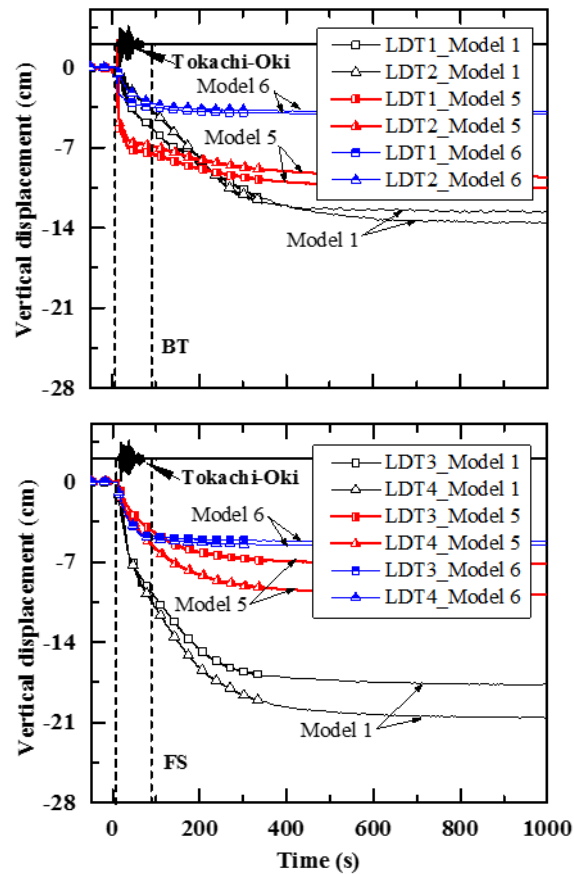 0
-7
-14
-21
-28
Vertical displacement (cm)
Tokachi-Oki
LDT1_Model 1
LDT2_Model 1
LDT1_Model 5
LDT2_Model 5
LDT1_Model 6
LDT2_Model 6
Model 6
Model 5
Model 1
BT
0
-7
-14
-21
-28
Vertical displacement (cm)
Tokachi-Oki
LDT3_Model 1
LDT4_Model 1
LDT3_Model 5
LDT4_Model 5
LDT3_Model 6
LDT4_Model 6
Model 6
Model 5
Model 1
FS
0 200 400 600 800 1000
Time (s)